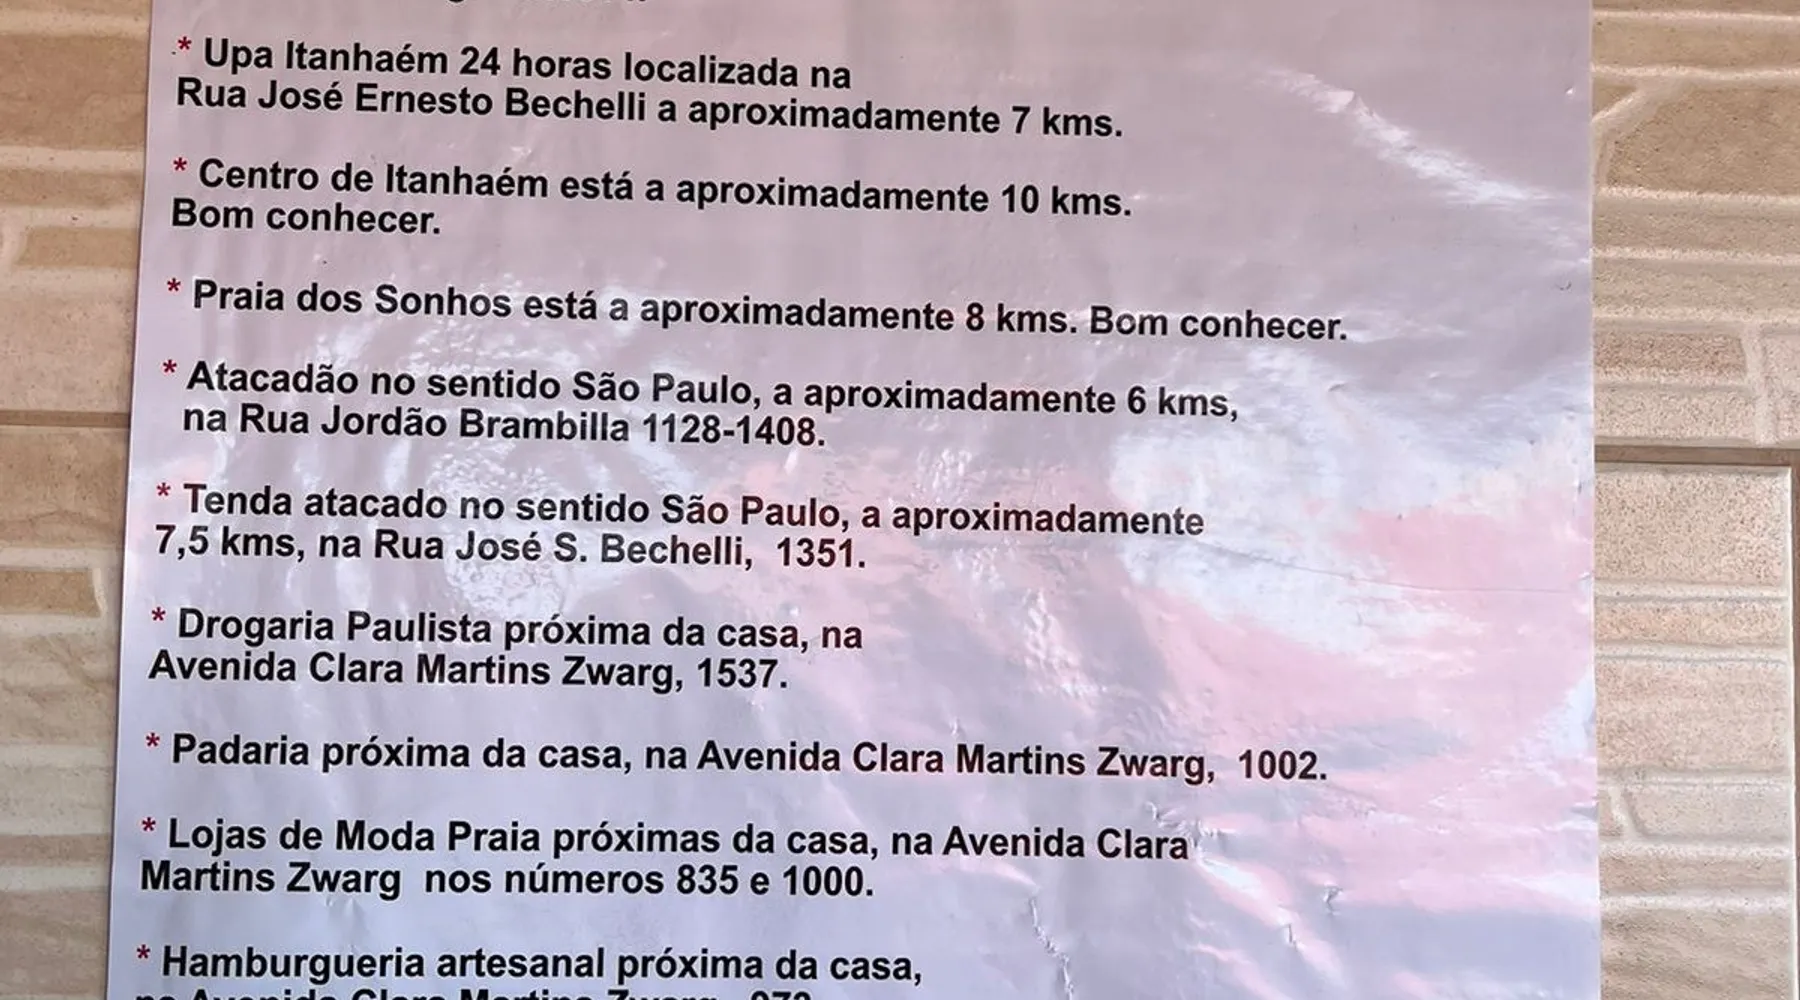 * Upa Itanhaém 24 horas localizada na
Rua José Ernesto Bechelli a aproximadamente 7 kms.
* Centro de Itanhaém está a aproximadamente 10 kms.
Bom conhecer.
* Praia dos Sonhos está a aproximadamente 8 kms. Bom conhecer.
* Atacadão no sentido São Paulo, a aproximadamente 6 kms,
na Rua Jordão Brambilla 1128-1408.
* Tenda atacado no sentido São Paulo, a aproximadamente
7,5 kms, na Rua José S. Bechelli, 1351.
* Drogaria Paulista próxima da casa, na
Avenida Clara Martins Zwarg, 1537.
* Padaria próxima da casa, na Avenida Clara Martins Zwarg, 1002.
* Lojas de Moda Praia próximas da casa, na Avenida Clara
Martins Zwarg nos números 835 e 1000.
* Hamburgueria artesanal próxima da casa,
na Avenida Clara Martins Zwarg,